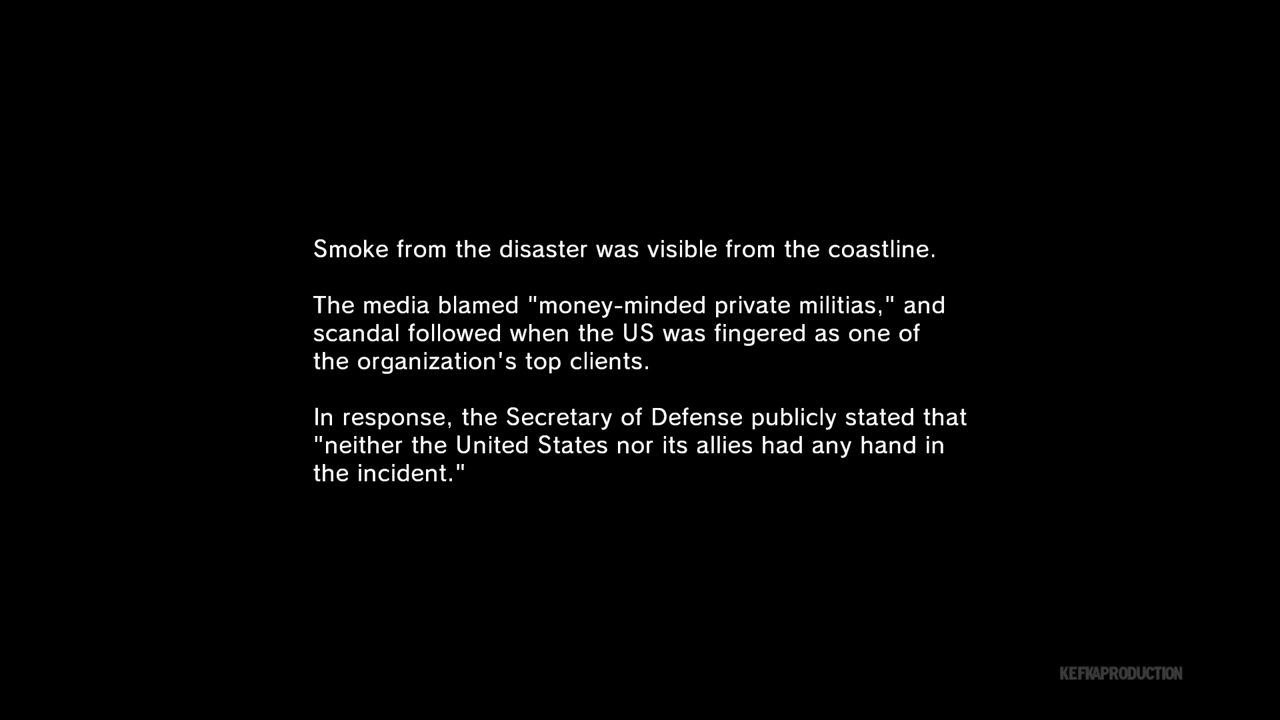 Smoke from the disaster was visible from the coastline.
The media blamed "money-minded private militias," and
scandal followed when the US was fingered as one of
the organization's top clients.
In response, the Secretary of Defense publicly stated that
"neither the United States nor its allies had any hand in
the incident."
KEFKAPRODUCTION